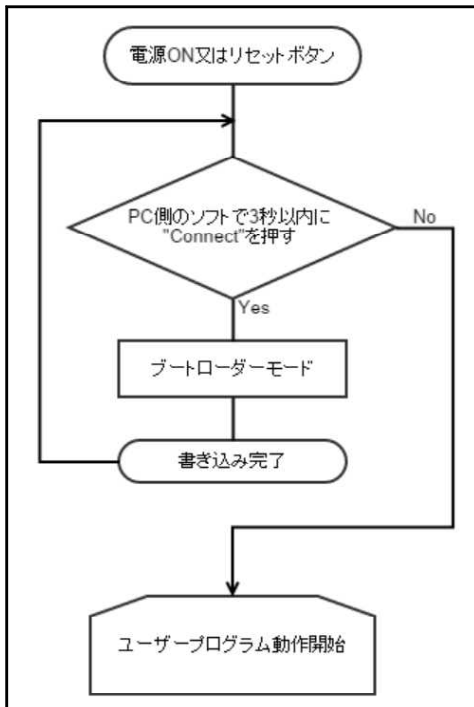 電源ON又はリセットボタン
PC側のソフトで3秒以内に
"Connect"を押す
No
Yes
ブートローダーモード
書き込み完了
ユーザープログラム動作開始